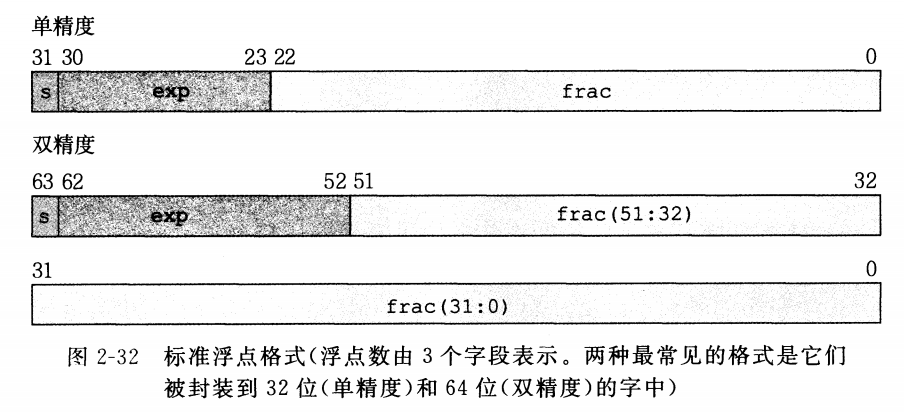 单精度
31 30 23 22 0
s exp frac
双精度
63 62 52 51 32
s exp frac(51:32)
31 0
frac(31:0)
图 2-32 标准浮点格式(浮点数由 3 个字段表示。两种最常见的格式是它们
被封装到 32 位(单精度)和 64 位(双精度)的字中)